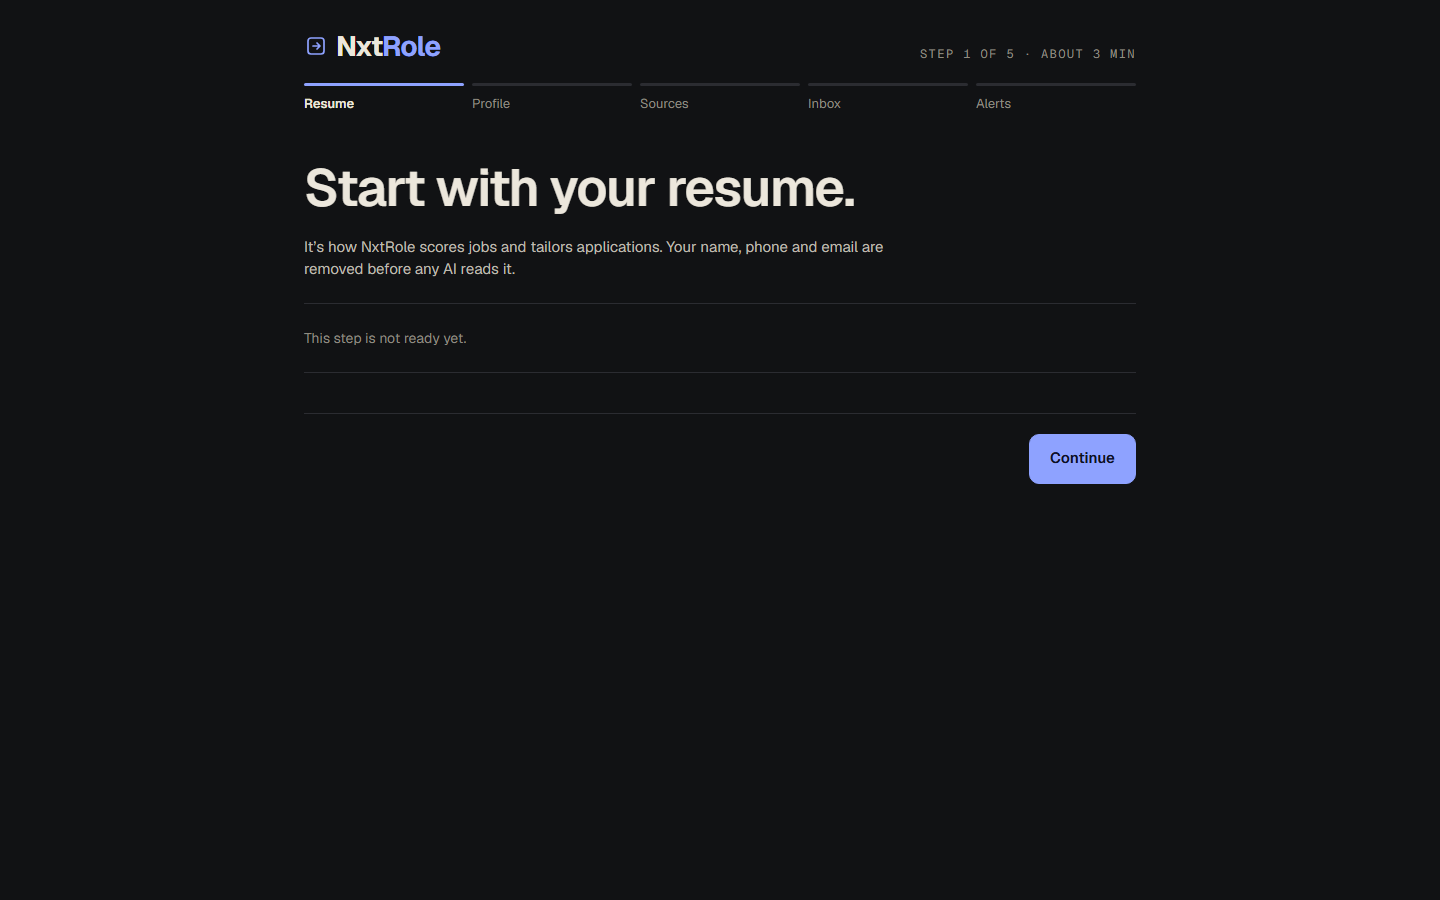 NxtRole
STEP 1 OF 5 · ABOUT 3 MIN
Resume
Profile
Sources
Inbox
Alerts
Start with your resume.
It's how NxtRole scores jobs and tailors applications. Your name, phone and email are
removed before any AI reads it.
This step is not ready yet.
Continue